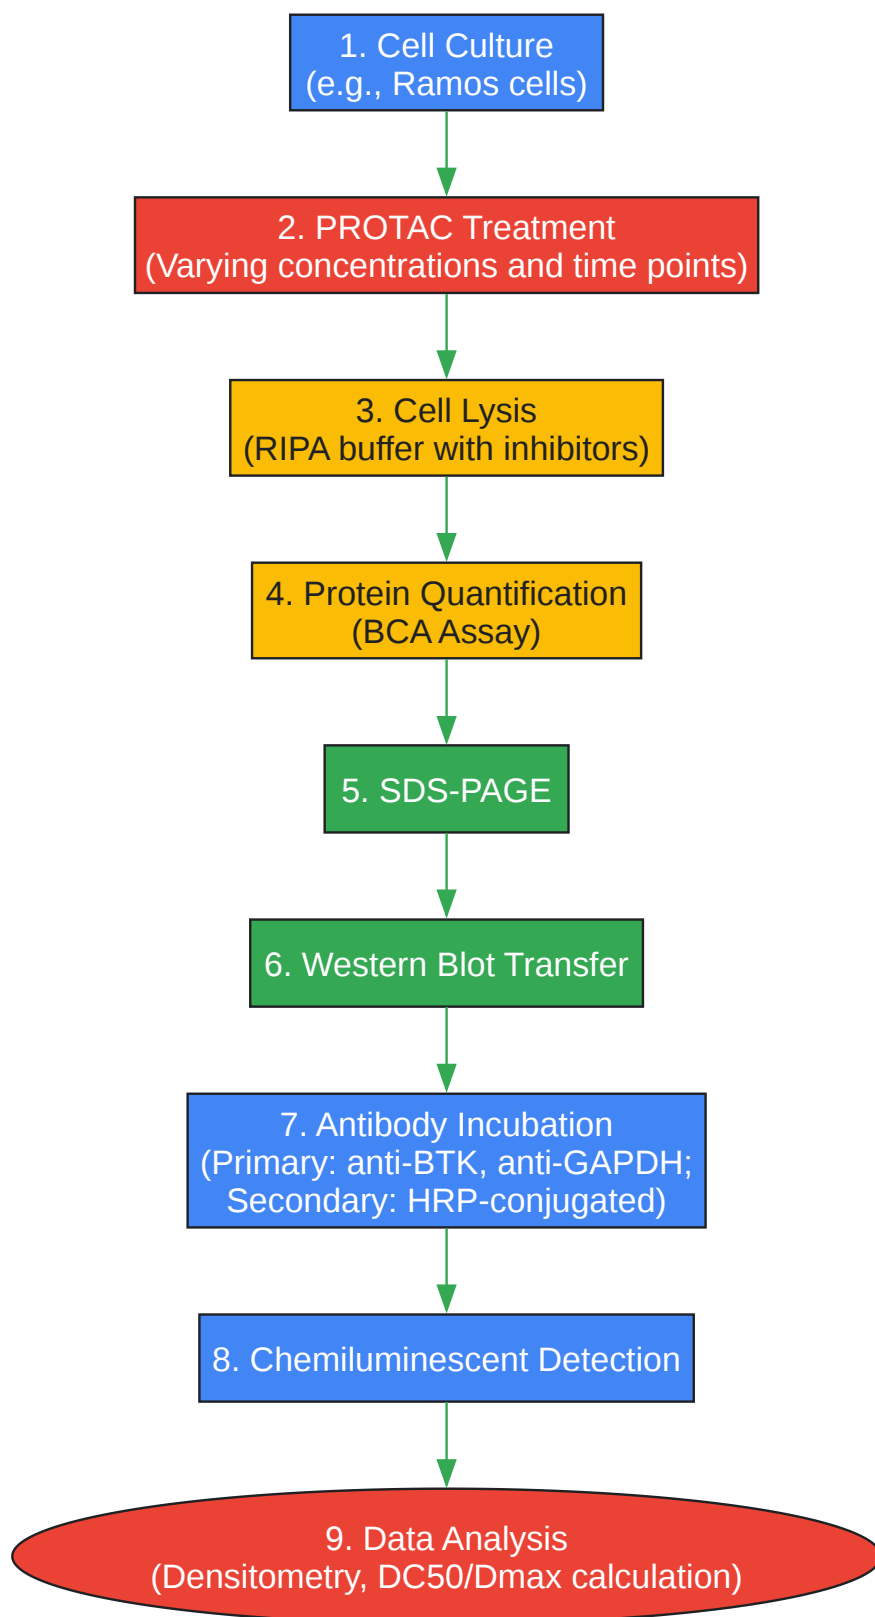 1. Cell Culture
(e.g., Ramos cells)
2. PROTAC Treatment
(Varying concentrations and time points)
3. Cell Lysis
(RIPA buffer with inhibitors)
4. Protein Quantification
(BCA Assay)
5. SDS-PAGE
6. Western Blot Transfer
7. Antibody Incubation
(Primary: anti-BTK, anti-GAPDH;
Secondary: HRP-conjugated)
8. Chemiluminescent Detection
9. Data Analysis
(Densitometry, DC50/Dmax calculation)